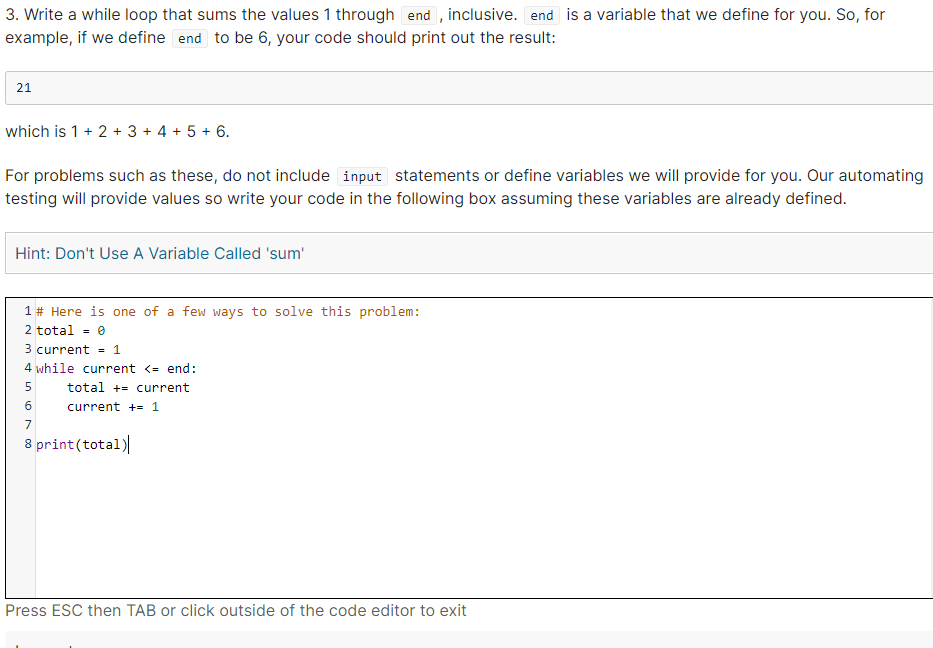 3. Write a while loop that sums the values 1 through end , inclusive. end is a variable that we define for you. So, for
example, if we define end to be 6, your code should print out the result:
21
which is 1 + 2 + 3 + 4 + 5 + 6.
For problems such as these, do not include input statements or define variables we will provide for you. Our automating
testing will provide values so write your code in the following box assuming these variables are already defined.
Hint: Don't Use A Variable Called 'sum'
1 # Here is one of a few ways to solve this problem:
2 total = 0
3 current = 1
4 while current <= end:
5     total += current
6     current += 1
7
8 print(total)
Press ESC then TAB or click outside of the code editor to exit